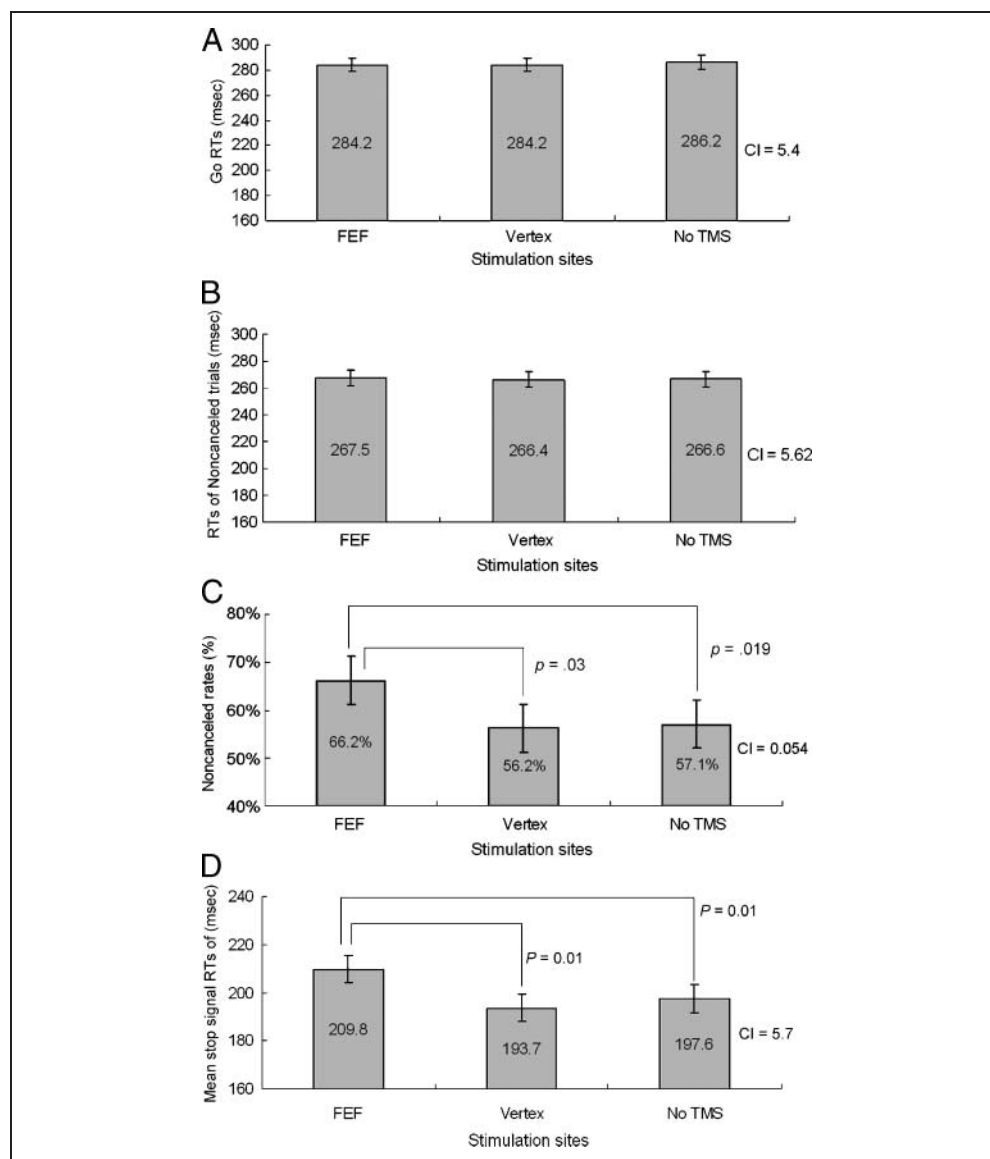 A
Go RTs (msec)
300
280
260
240
220
200
180
160
284.2
284.2
286.2
CI = 5.4
FEF
Vertex
No TMS
Stimulation sites
B
RTs of Noncanceled trials (msec)
300
280
260
240
220
200
180
160
267.5
266.4
266.6
CI = 5.62
FEF
Vertex
No TMS
Stimulation sites
C
Noncanceled rates (%)
80%
70%
60%
50%
40%
p = .03
p = .019
66.2%
56.2%
57.1%
CI = 0.054
FEF
Vertex
No TMS
Stimulation sites
D
Mean stop signal RTs of (msec)
240
220
200
180
160
P = 0.01
P = 0.01
209.8
193.7
197.6
CI = 5.7
FEF
Vertex
No TMS
Stimulation sites